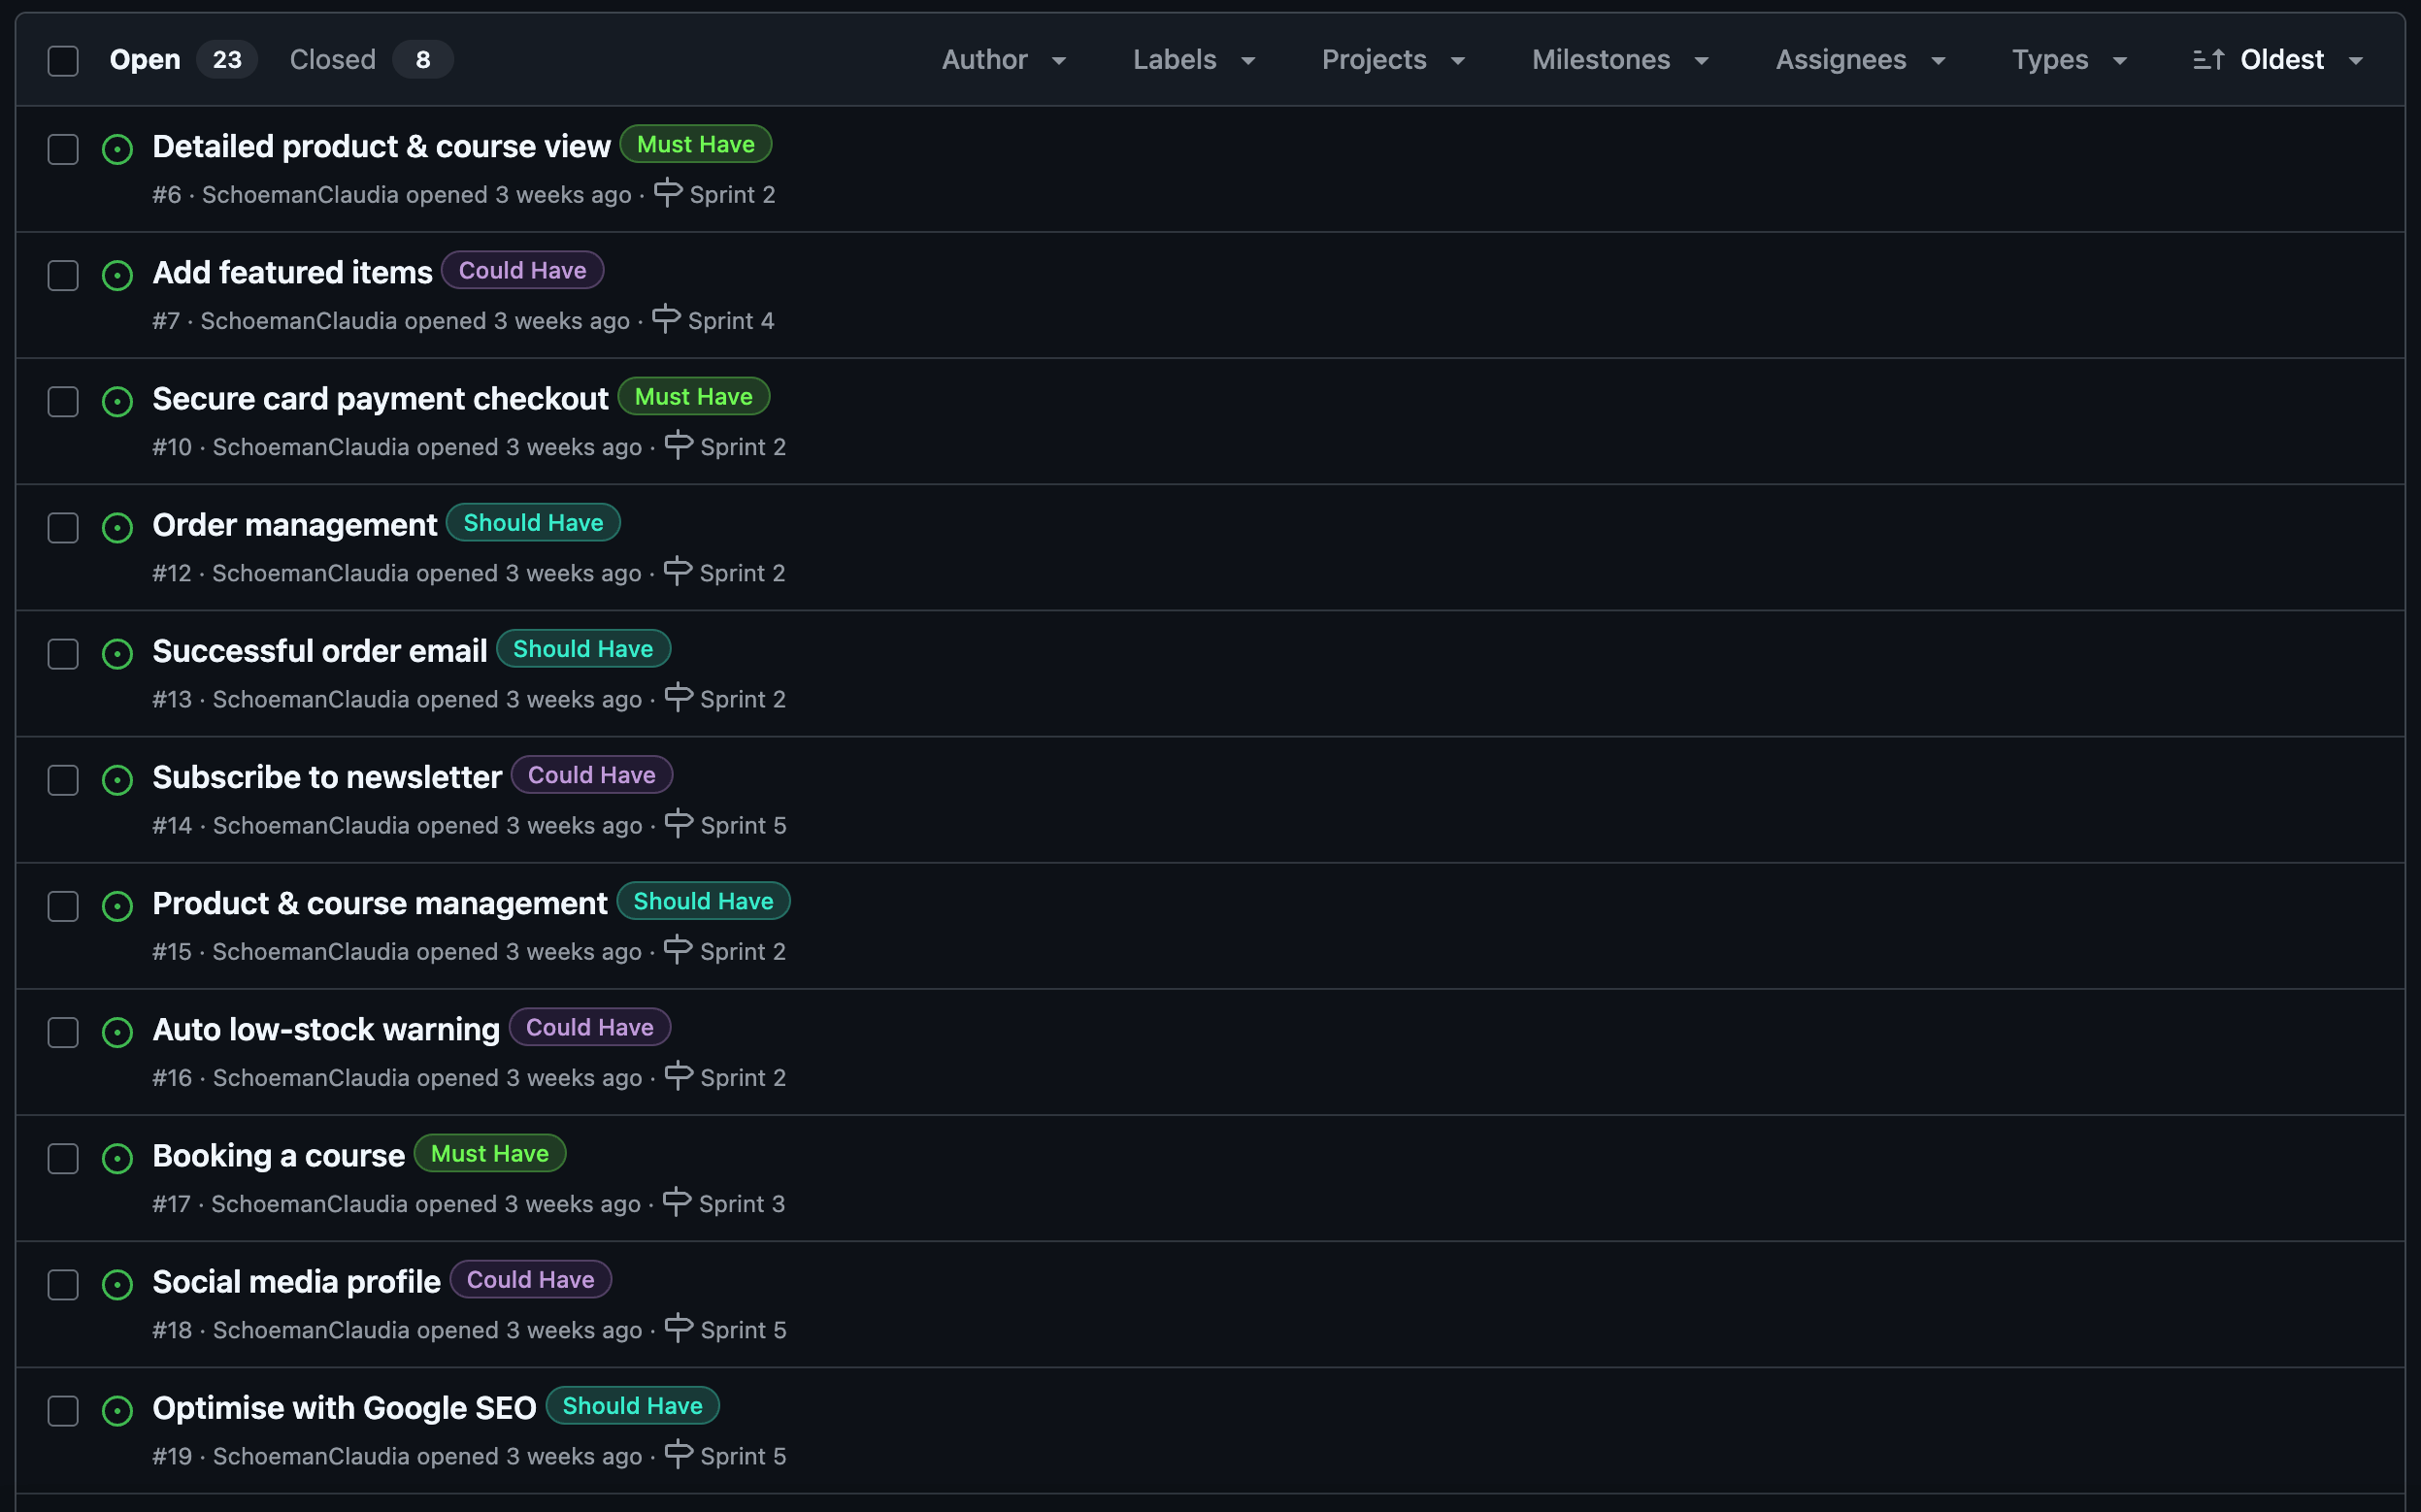 Open 23 Closed 8 Author Labels Projects Milestones Assignees Types Oldest
Detailed product & course view Must Have
#6 · SchoemanClaudia opened 3 weeks ago · Sprint 2
Add featured items Could Have
#7 · SchoemanClaudia opened 3 weeks ago · Sprint 4
Secure card payment checkout Must Have
#10 · SchoemanClaudia opened 3 weeks ago · Sprint 2
Order management Should Have
#12 · SchoemanClaudia opened 3 weeks ago · Sprint 2
Successful order email Should Have
#13 · SchoemanClaudia opened 3 weeks ago · Sprint 2
Subscribe to newsletter Could Have
#14 · SchoemanClaudia opened 3 weeks ago · Sprint 5
Product & course management Should Have
#15 · SchoemanClaudia opened 3 weeks ago · Sprint 2
Auto low-stock warning Could Have
#16 · SchoemanClaudia opened 3 weeks ago · Sprint 2
Booking a course Must Have
#17 · SchoemanClaudia opened 3 weeks ago · Sprint 3
Social media profile Could Have
#18 · SchoemanClaudia opened 3 weeks ago · Sprint 5
Optimise with Google SEO Should Have
#19 · SchoemanClaudia opened 3 weeks ago · Sprint 5